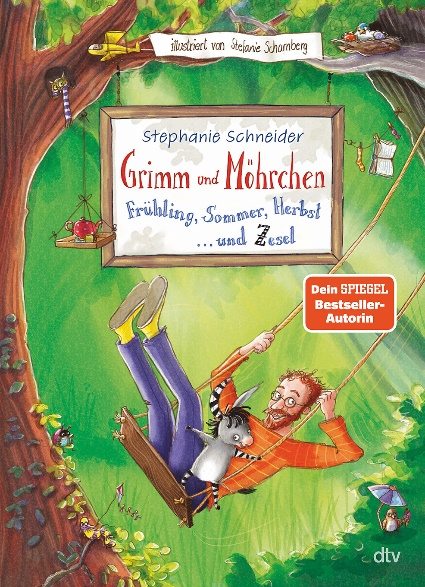 illustriert von Stefanie Scharnberg
Stephanie Schneider
Grimm und Möhrchen
Frühling, Sommer, Herbst
... und Zesel
Dein SPIEGEL
Bestseller-
Autorin
dtv